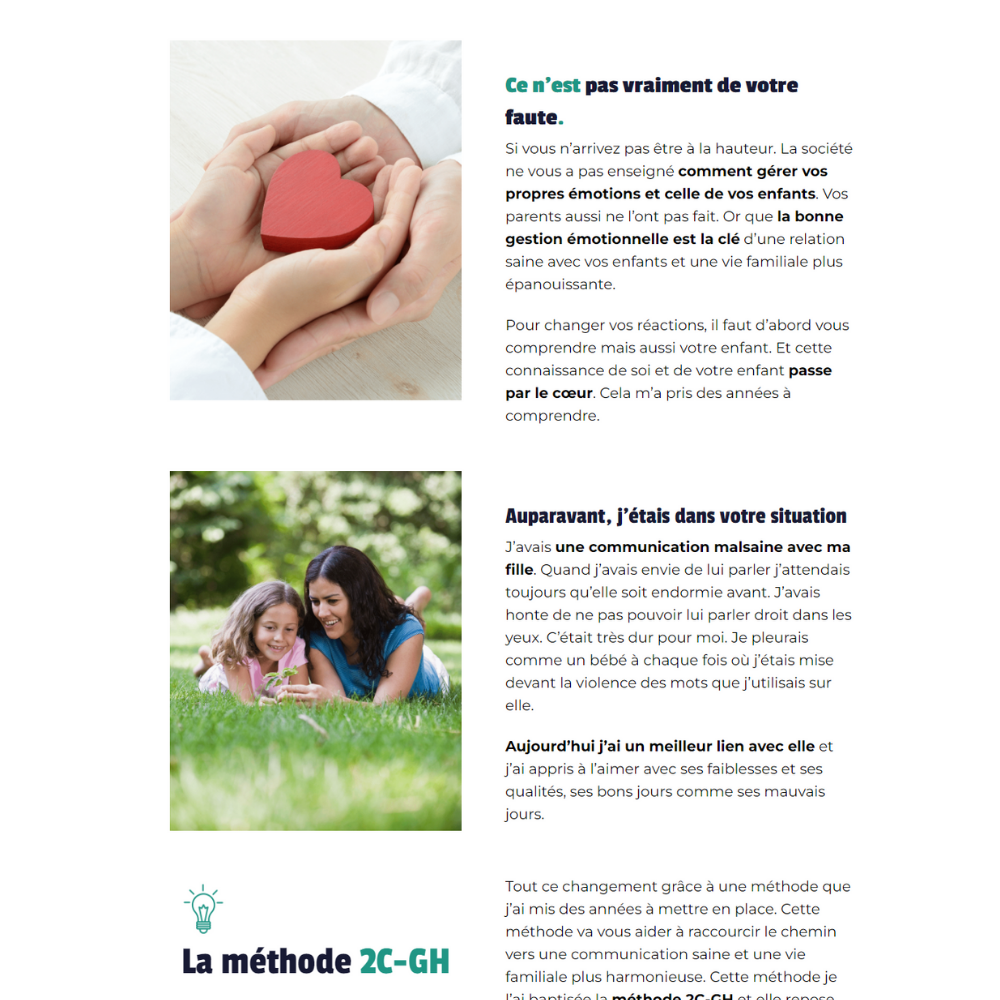 Ce n'est pas vraiment de votre
faute.
Si vous n'arrivez pas être à la hauteur. La société
ne vous a pas enseigné comment gérer vos
propres émotions et celle de vos enfants. Vos
parents aussi ne l'ont pas fait. Or que la bonne
gestion émotionnelle est la clé d'une relation
saine avec vos enfants et une vie familiale plus
épanouissante.
Pour changer vos réactions, il faut d'abord vous
comprendre mais aussi votre enfant. Et cette
connaissance de soi et de votre enfant passe
par le cœur. Cela m'a pris des années à
comprendre.
Auparavant, j'étais dans votre situation
J'avais une communication malsaine avec ma
fille. Quand j'avais envie de lui parler j'attendais
toujours qu'elle soit endormie avant. J'avais
honte de ne pas pouvoir lui parler droit dans les
yeux. C'était très dur pour moi. Je pleurais
comme un bébé à chaque fois où j'étais mise
devant la violence des mots que j'utilisais sur
elle.
Aujourd'hui j'ai un meilleur lien avec elle et
j'ai appris à l'aimer avec ses faiblesses et ses
qualités, ses bons jours comme ses mauvais
jours.
La méthode 2C-GH
Tout ce changement grâce à une méthode que
j'ai mis des années à mettre en place. Cette
méthode va vous aider à raccourcir le chemin
vers une communication saine et une vie
familiale plus harmonieuse. Cette méthode je
l'ai baptisée la méthode 2C-GH et elle repose